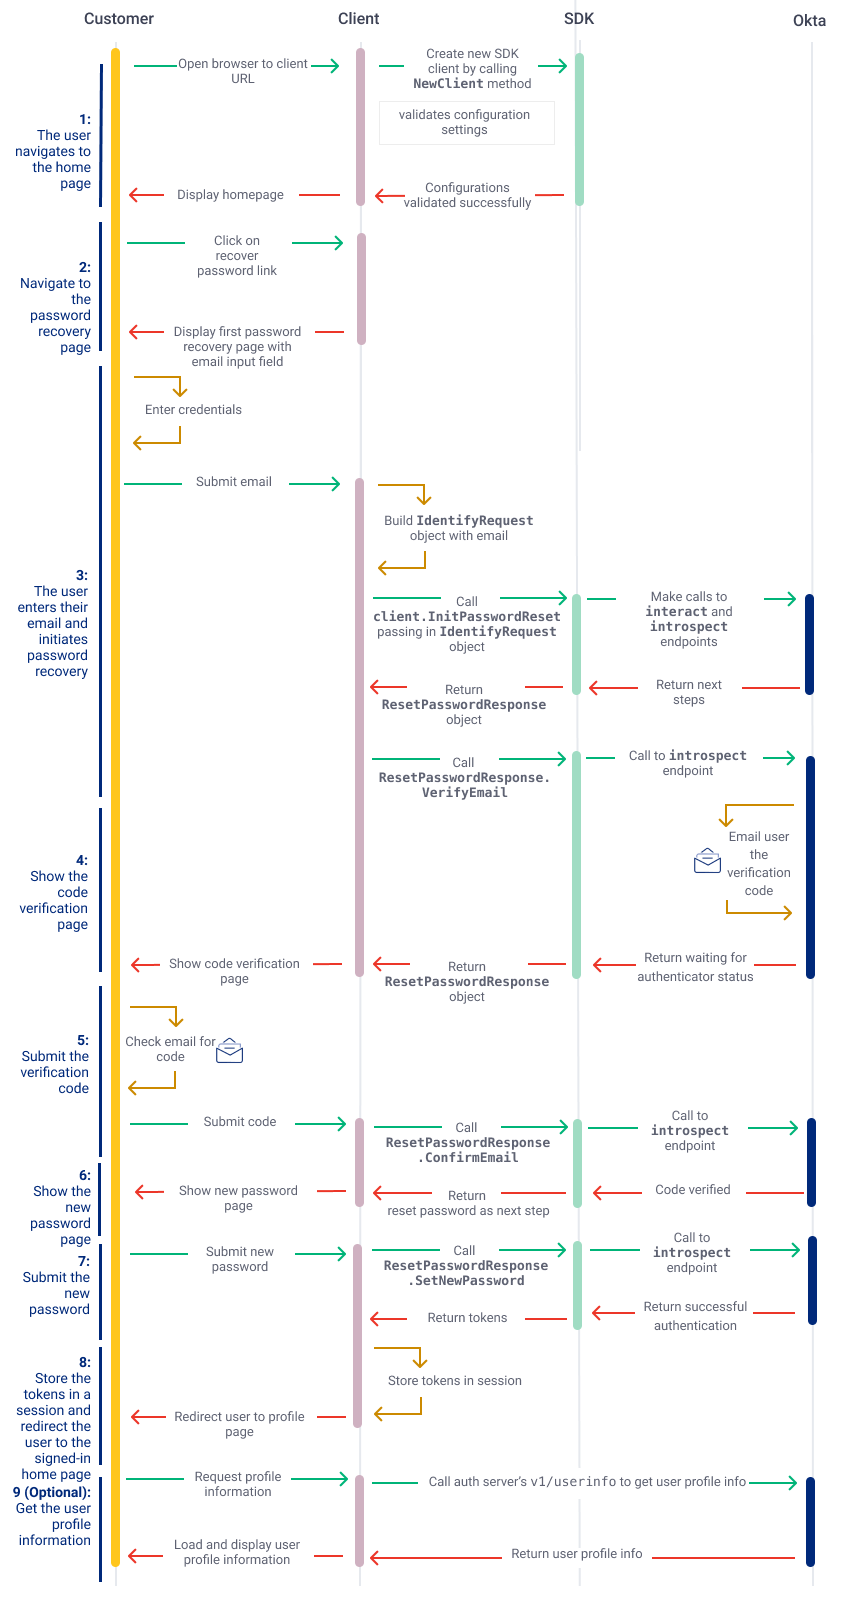 Customer
Client
SDK
Okta
1:
The user
navigates to
the home
page
Open browser to client
URL
Create new SDK
client by calling
NewClient method
validates configuration
settings
Display homepage
Configurations
validated successfully
2:
Navigate to
the
password
recovery
page
Click on
recover
password link
Display first password
recovery page with
email input field
3:
The user
enters their
email and
initiates
password
recovery
Enter credentials
Submit email
Build IdentifyRequest
object with email
Call
client.InitPasswordReset
passing in IdentifyRequest
object
Make calls to
interact and
introspect
endpoints
Return
ResetPasswordResponse
object
Return next
steps
Call
ResetPasswordResponse.
VerifyEmail
Call to introspect
endpoint
4:
Show the
code
verification
page
Email user
the
verification
code
Show code verification
page
Return
ResetPasswordResponse
object
Return waiting for
authenticator status
5:
Submit the
verification
code
Check email for
code
Submit code
Call
ResetPasswordResponse
.ConfirmEmail
Call to
introspect
endpoint
6:
Show the
new
password
page
Show new password
page
Return
reset password as next step
Code verified
7:
Submit the
new
password
Submit new
password
Call
ResetPasswordResponse
.SetNewPassword
Call to
introspect
endpoint
Return tokens
Return successful
authentication
8:
Store the
tokens in a
session and
redirect the
user to the
signed-in
home page
Store tokens in session
Redirect user to profile
page
9 (Optional):
Get the user
profile
information
Request profile
information
Call auth server's v1/userinfo to get user profile info
Load and display user
profile information
Return user profile info